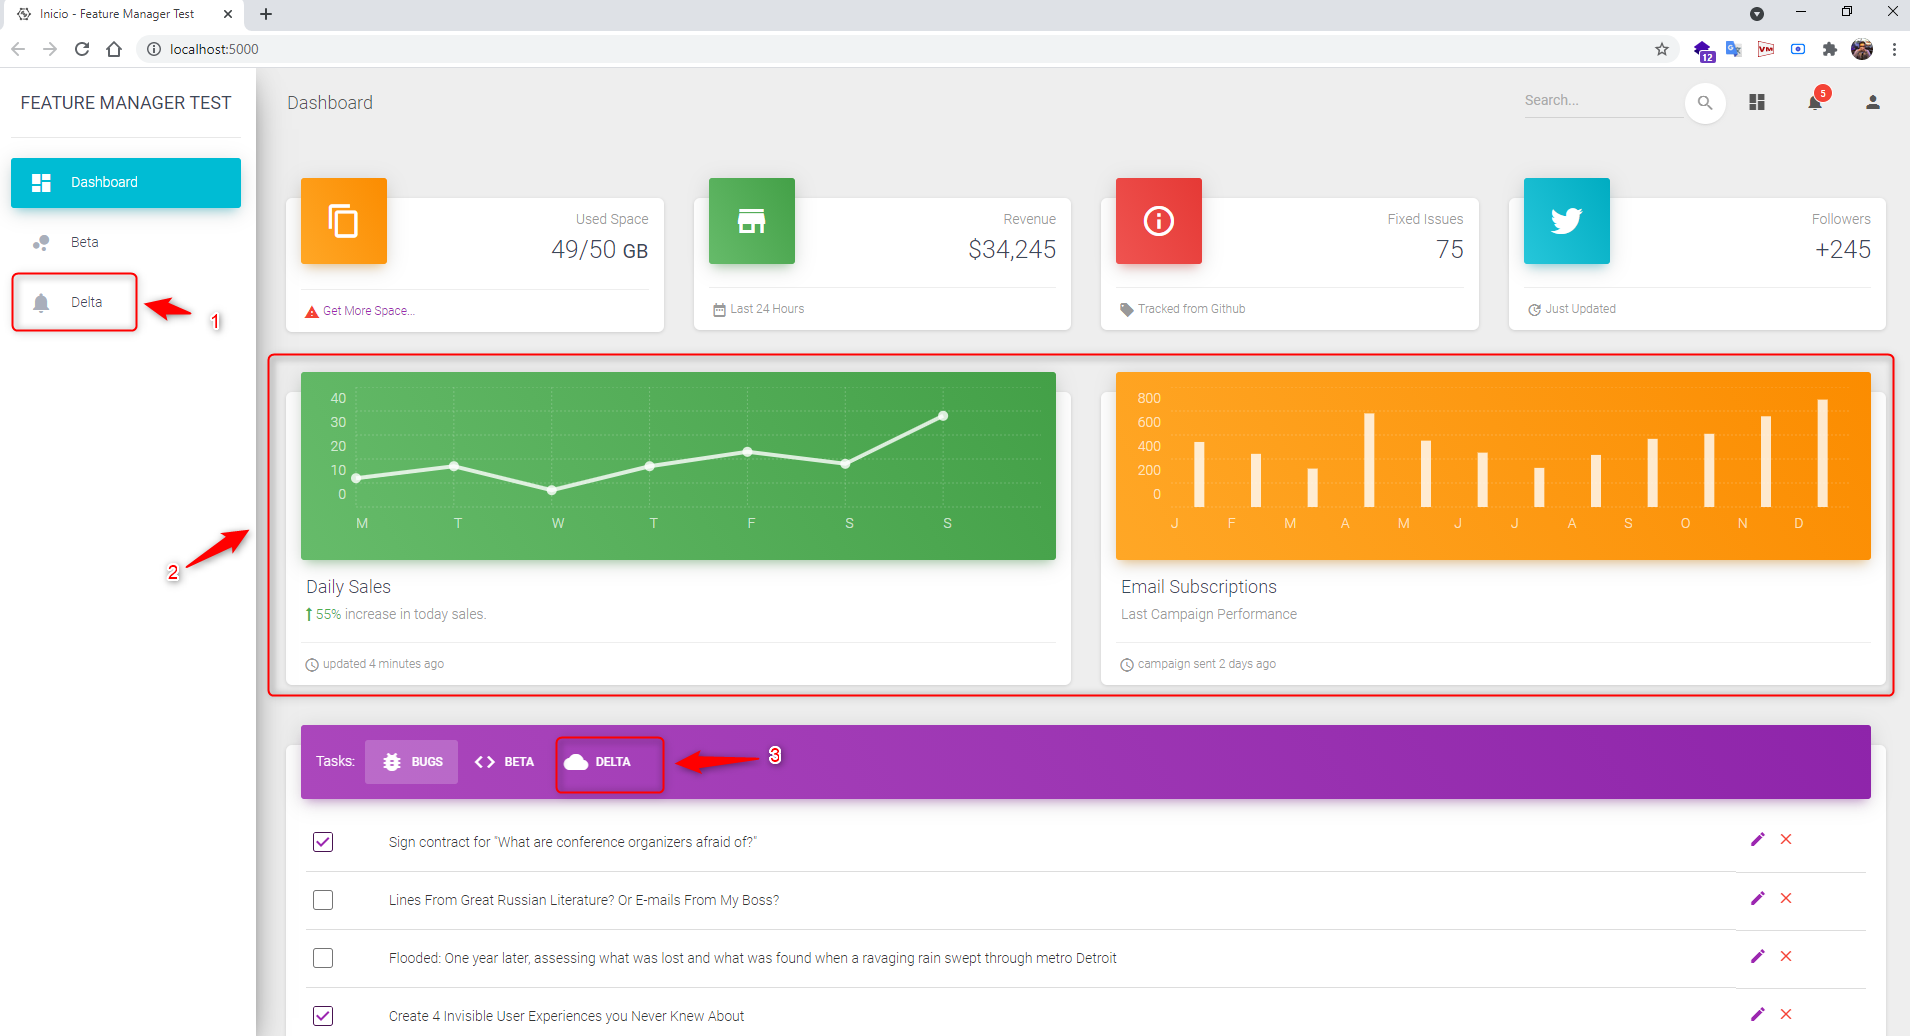 Inicio - Feature Manager Test
localhost:5000
12
VM
FEATURE MANAGER TEST
Dashboard
Beta
Delta
1
2
Dashboard
Search...
5
Used Space
49/50 GB
Get More Space...
Revenue
$34,245
Last 24 Hours
Fixed Issues
75
Tracked from Github
Followers
+245
Just Updated
40
30
20
10
0
M T W T F S S
Daily Sales
55% increase in today sales.
updated 4 minutes ago
800
600
400
200
0
J F M A M J J A S O N D
Email Subscriptions
Last Campaign Performance
campaign sent 2 days ago
Tasks: BUGS BETA DELTA
3
Sign contract for "What are conference organizers afraid of?"
Lines From Great Russian Literature? Or E-mails From My Boss?
Flooded: One year later, assessing what was lost and what was found when a ravaging rain swept through metro Detroit
Create 4 Invisible User Experiences you Never Knew About